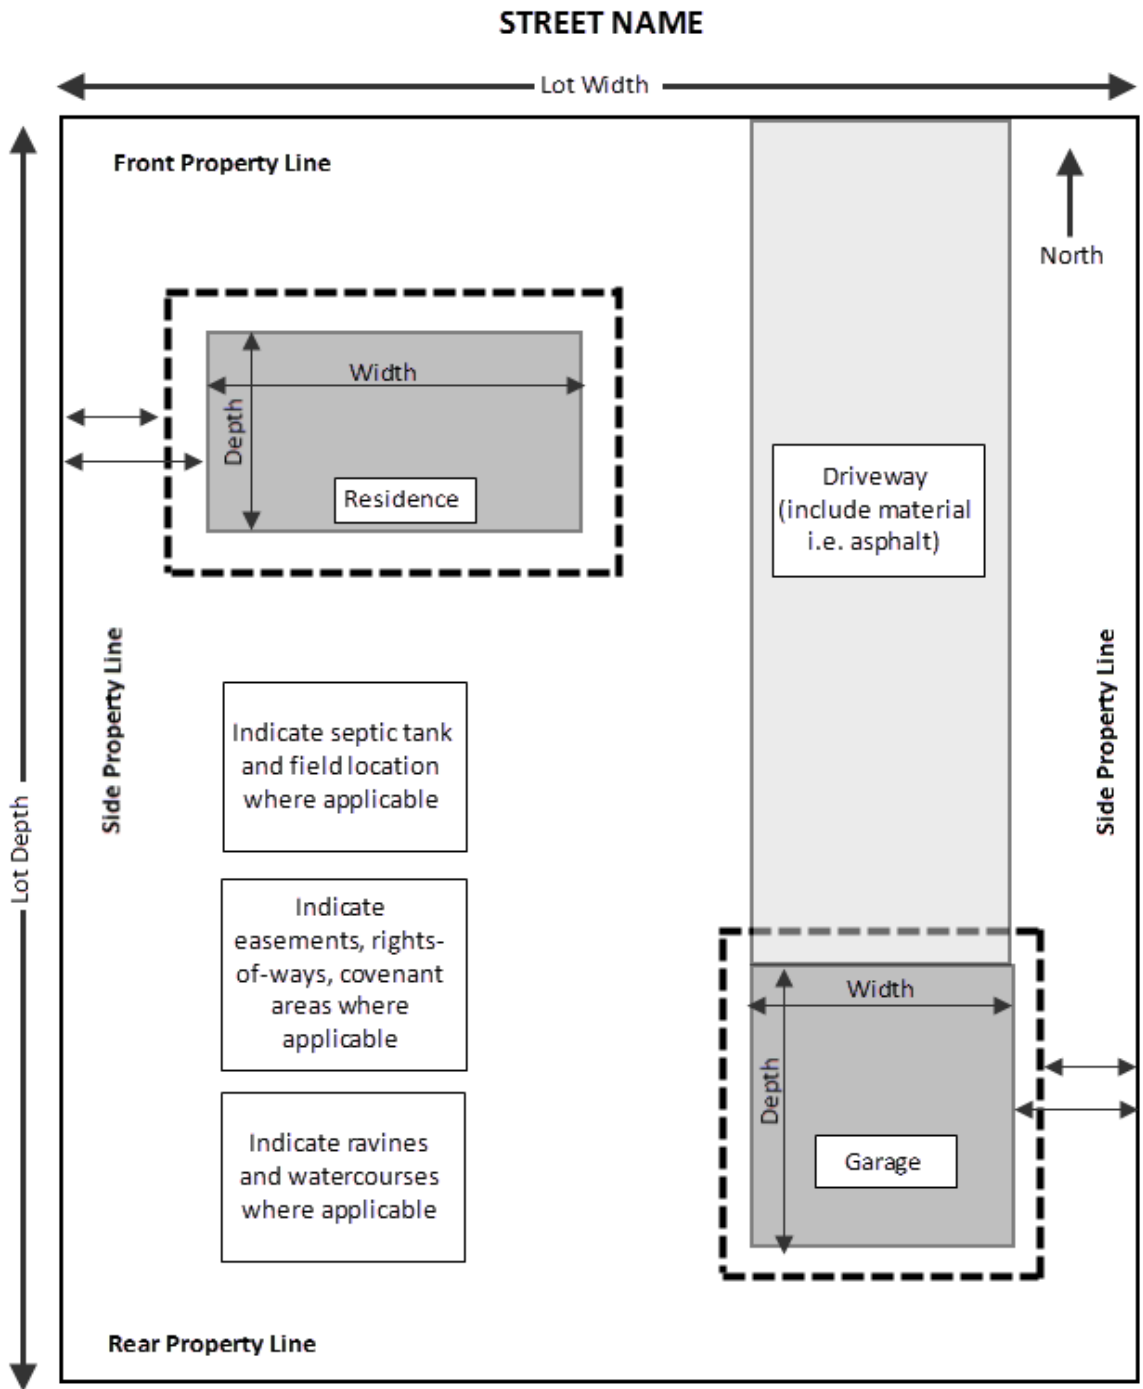 STREET NAME
Lot Width
Front Property Line
North
Width
Depth
Residence
Driveway
(include material
i.e. asphalt)
Side Property Line
Side Property Line
Lot Depth
Indicate septic tank
and field location
where applicable
Indicate
easements, rights-
of-ways, covenant
areas where
applicable
Width
Depth
Garage
Indicate ravines
and watercourses
where applicable
Rear Property Line